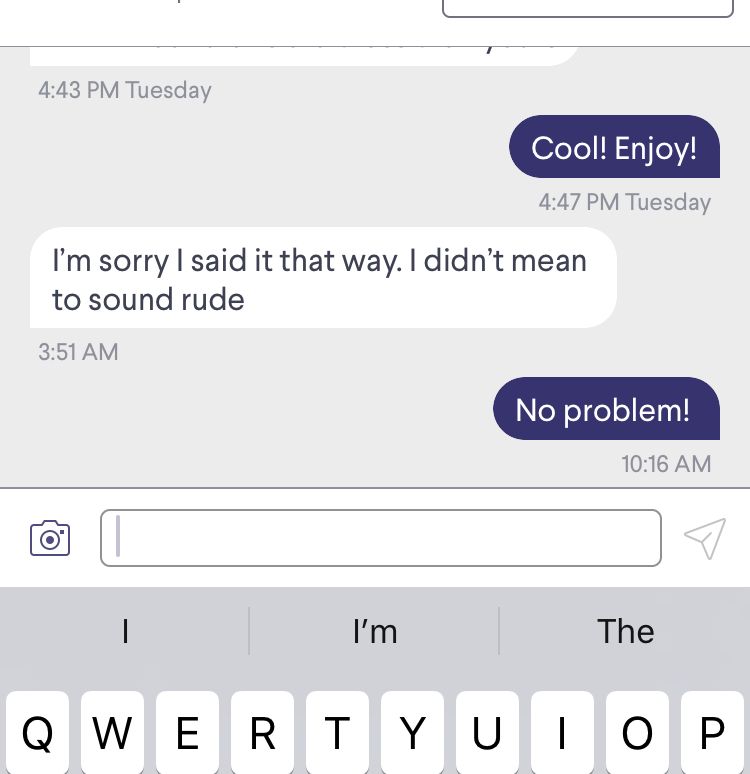 4:43 PM Tuesday
Cool! Enjoy!
4:47 PM Tuesday
I'm sorry I said it that way. I didn't mean
to sound rude
3:51 AM
No problem!
10:16 AM
I
I'm
The
Q W E R T Y U I O P